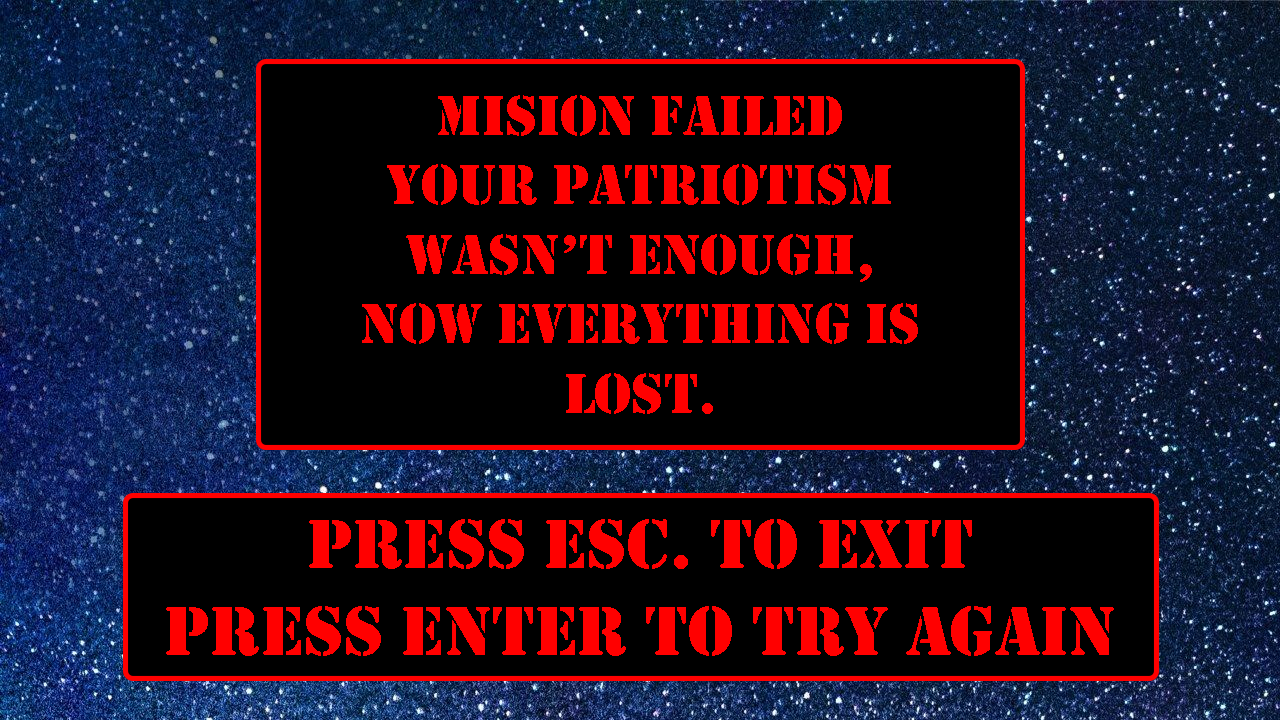 MISION FAILED
YOUR PATRIOTISM
WASN’T ENOUGH,
NOW EVERYTHING IS
LOST.
PRESS ESC. TO EXIT
PRESS ENTER TO TRY AGAIN